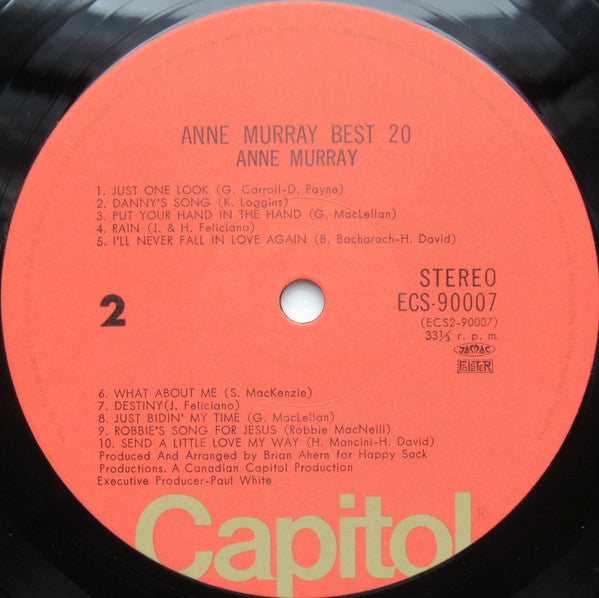 ANNE MURRAY BEST 20
ANNE MURRAY
1. JUST ONE LOOK (G. Carroll-D. Payne)
2. DANNY'S SONG (K. Loggins)
3. PUT YOUR HAND IN THE HAND (G. MacLellan)
4. RAIN (J. & H. Feliciano)
5. I'LL NEVER FALL IN LOVE AGAIN (B. Bacharach-H. David)
2
STEREO
ECS-90007
(ECS2-90007)
33⅓ r. p. m.
JASRAC
6. WHAT ABOUT ME (S. MacKenzie)
7. DESTINY(J. Feliciano)
8. JUST BIDIN' MY TIME (G. MacLellan)
9. ROBBIE'S SONG FOR JESUS (Robbie MacNeill)
10. SEND A LITTLE LOVE MY WAY (H. Mancini-H. David)
Produced And Arranged by Brian Ahern for Happy Sack
Productions. A Canadian Capitol Production
Executive Producer-Paul White
Capitol®